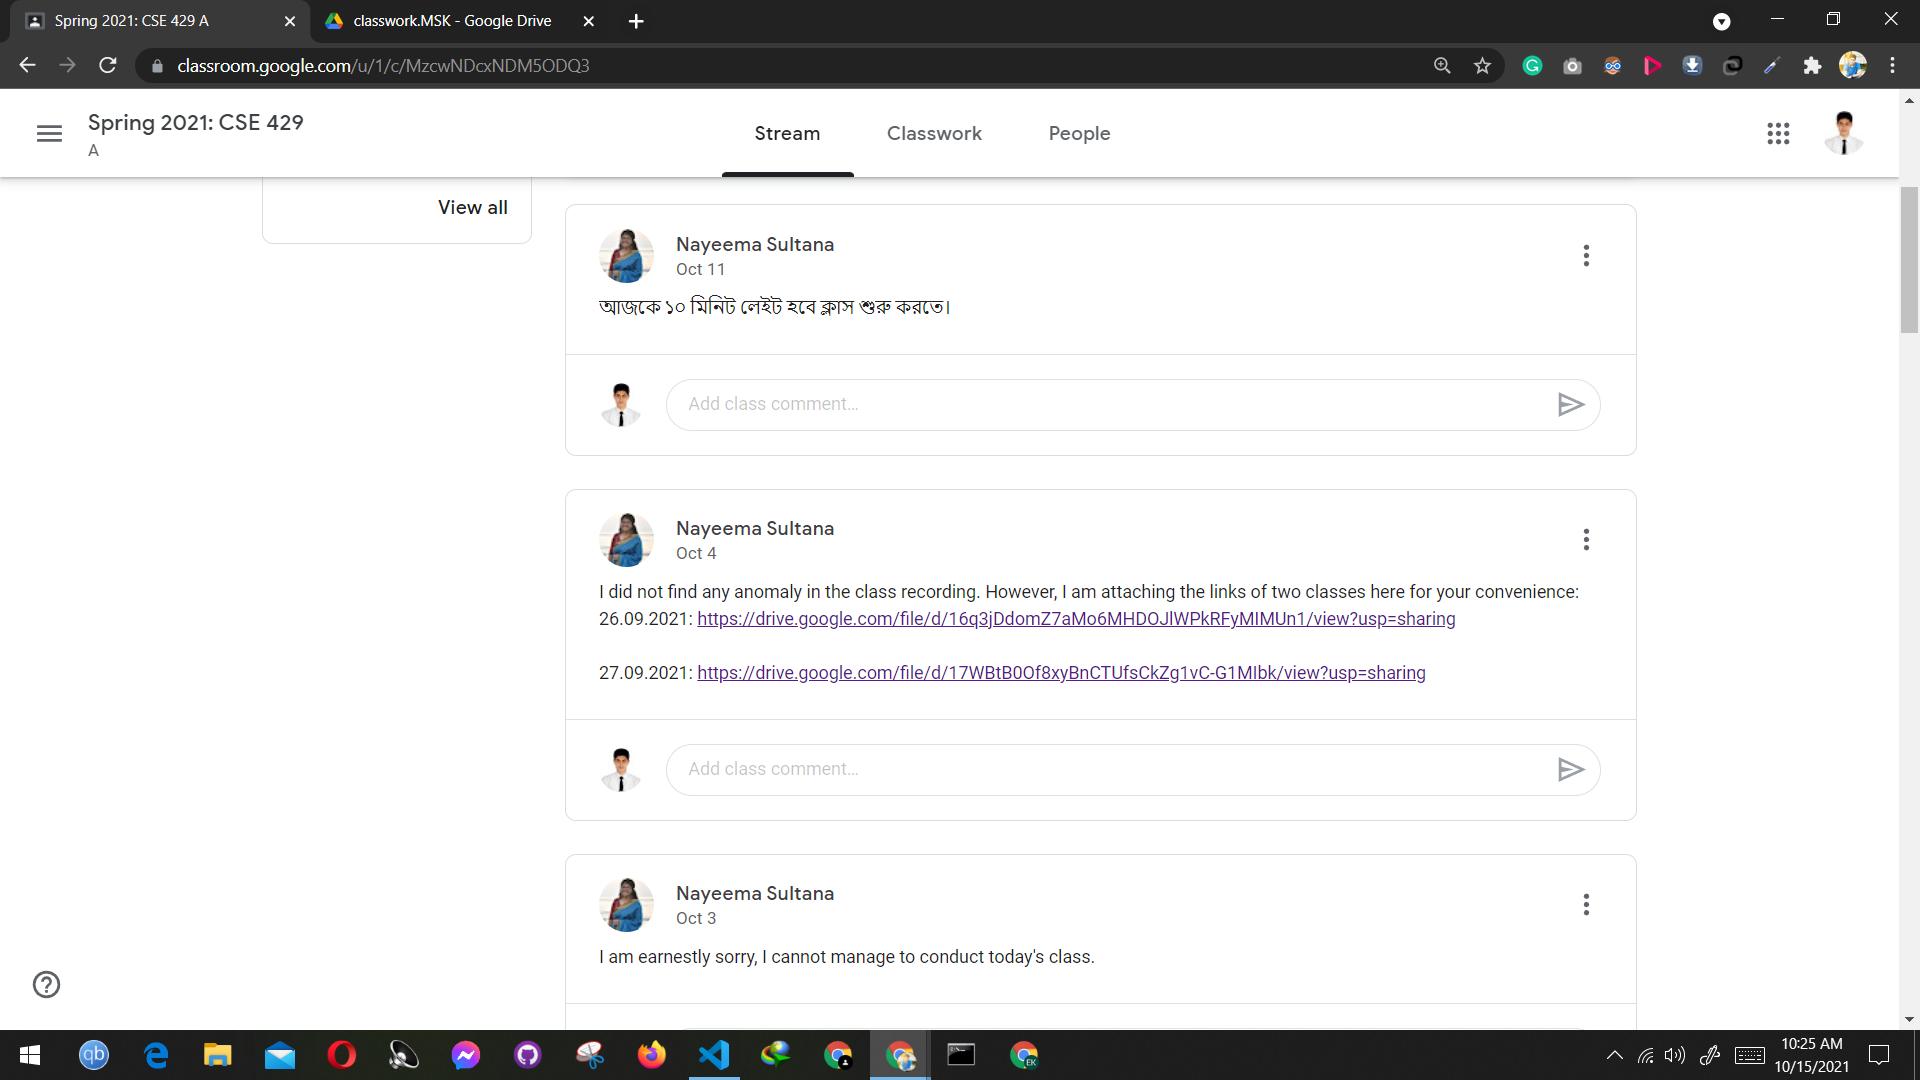 Spring 2021: CSE 429 A
classwork.MSK - Google Drive
classroom.google.com/u/1/c/MzcwNDcxNDM5ODQ3
Spring 2021: CSE 429
A
Stream
Classwork
People
View all
Nayeema Sultana
Oct 11
আজকে ১০ মিনিট লেইট হবে ক্লাস শুরু করতে।
Add class comment...
Nayeema Sultana
Oct 4
I did not find any anomaly in the class recording. However, I am attaching the links of two classes here for your convenience:
26.09.2021: https://drive.google.com/file/d/16q3jDdomZ7aMo6MHDOJlWPkRFyMIMUn1/view?usp=sharing
27.09.2021: https://drive.google.com/file/d/17WBtB0Of8xyBnCTUfsCkZg1vC-G1MIbk/view?usp=sharing
Add class comment...
Nayeema Sultana
Oct 3
I am earnestly sorry, I cannot manage to conduct today's class.
qb
EK
10:25 AM
10/15/2021